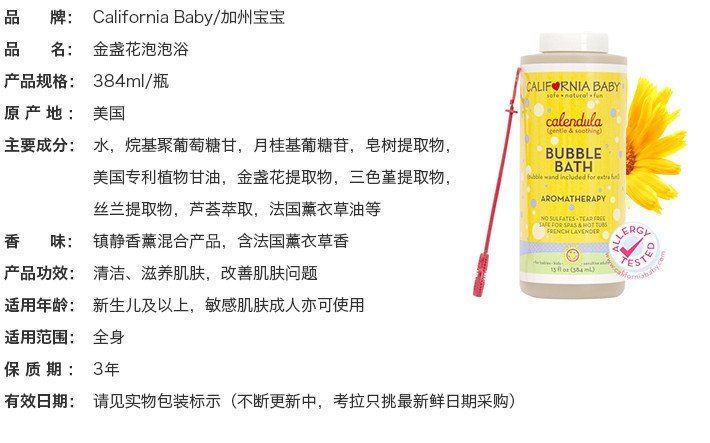 品　　牌： California Baby/加州宝宝
品　　名： 金盏花泡泡浴
产品规格： 384ml/瓶
原 产 地： 美国
主要成分： 水，烷基聚葡萄糖甘，月桂基葡糖苷，皂树提取物，
美国专利植物甘油，金盏花提取物，三色堇提取物，
丝兰提取物，芦荟萃取，法国薰衣草油等
香　　味： 镇静香薰混合产品，含法国薰衣草香
产品功效： 清洁、滋养肌肤，改善肌肤问题
适用年龄： 新生儿及以上，敏感肌肤成人亦可使用
适用范围： 全身
保 质 期： 3年
有效日期： 请见实物包装标示（不断更新中，考拉只挑最新鲜日期采购）
CALIFORNIA BABY
safe • natural • fun
calendula
(gentle & soothing)
BUBBLE
BATH
(bubble wand included for extra fun)
AROMATHERAPY
NO SULFATES • TEAR FREE
SAFE FOR SPAS & HOT TUBS
FRENCH LAVENDER
13 fl oz (384 mL)
ALLERGY
TESTED
www.californiababy.com